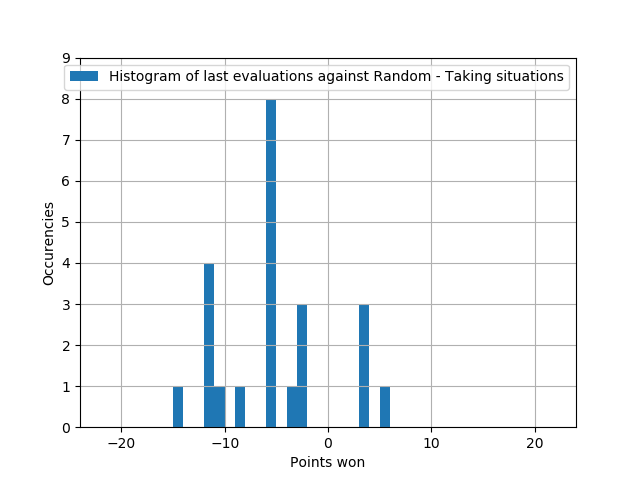 Histogram of last evaluations against Random - Taking situations
9
8
7
6
5
4
3
2
1
0
Occurencies
−20 −10 0 10 20
Points won